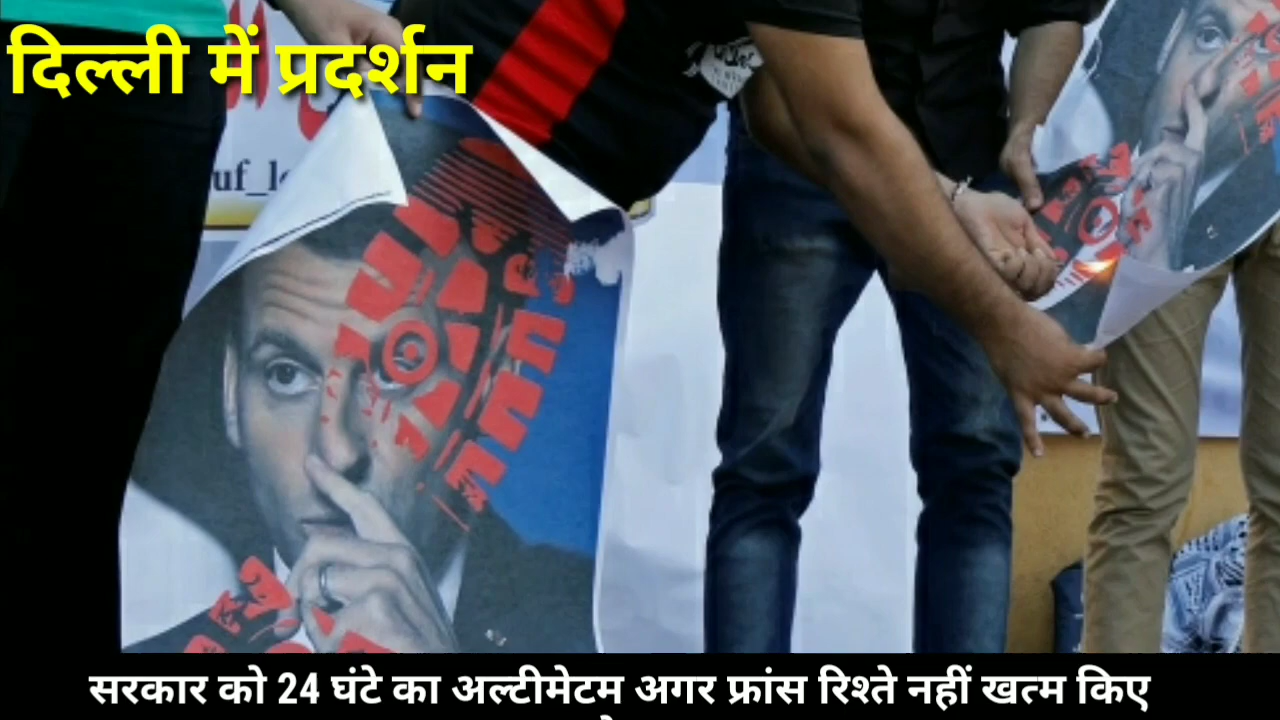 दिल्ली में प्रदर्शन
सरकार को 24 घंटे का अल्टीमेटम अगर फ्रांस रिश्ते नहीं खत्म किए